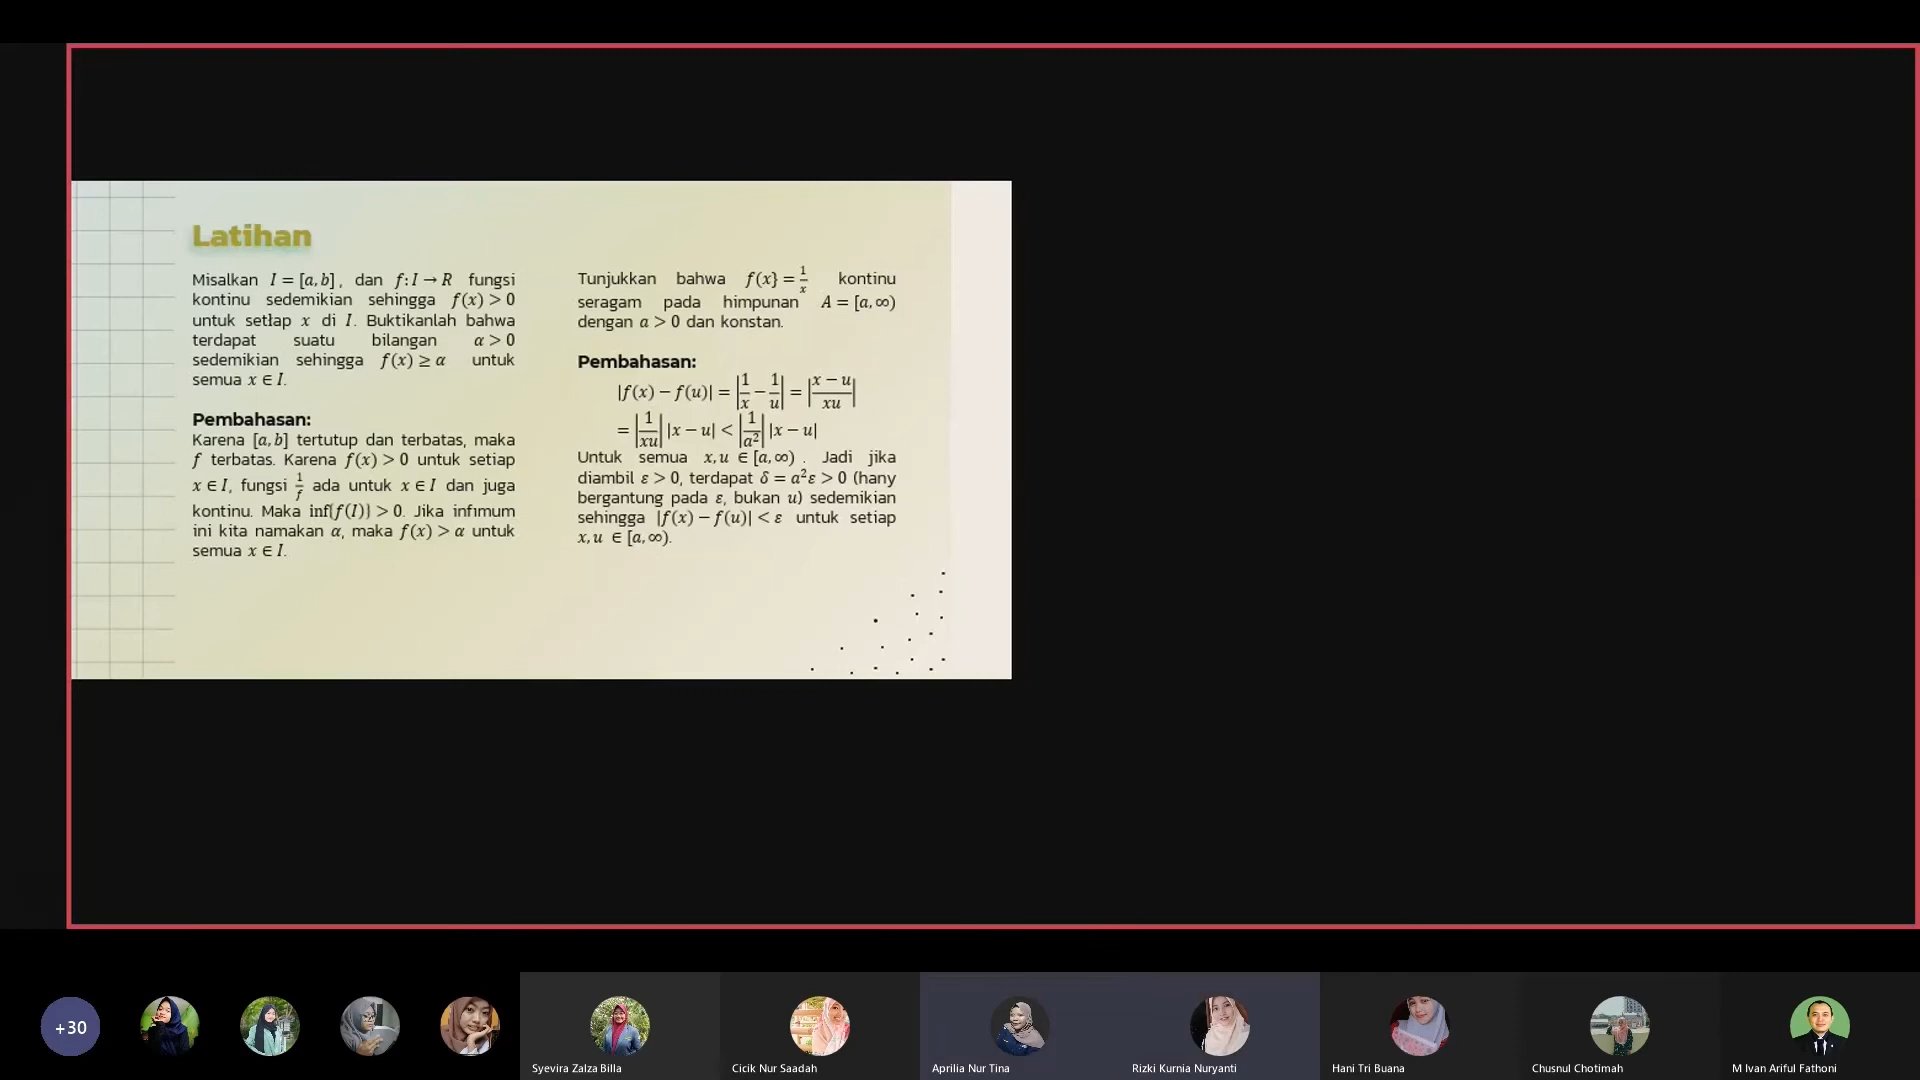 Latihan
Misalkan I = [a, b], dan f: I → R fungsi
kontinu sedemikian sehingga f(x) > 0
untuk setiap x di I. Buktikanlah bahwa
terdapat suatu bilangan α > 0
sedemikian sehingga f(x) ≥ α untuk
semua x ∈ I.
Pembahasan:
Karena [a, b] tertutup dan terbatas, maka
f terbatas. Karena f(x) > 0 untuk setiap
x ∈ I, fungsi 1/f ada untuk x ∈ I dan juga
kontinu. Maka inf{f(I)} > 0. Jika infimum
ini kita namakan α, maka f(x) > α untuk
semua x ∈ I.
Tunjukkan bahwa f(x} = 1/x kontinu
seragam pada himpunan A = [a, ∞)
dengan a > 0 dan konstan.
Pembahasan:
|f(x) − f(u)| = |1/x − 1/u| = |(x − u)/xu|
= |1/xu| |x − u| < |1/a²| |x − u|
Untuk semua x, u ∈ [a, ∞) . Jadi jika
diambil ε > 0, terdapat δ = a²ε > 0 (hany
bergantung pada ε, bukan u) sedemikian
sehingga |f(x) − f(u)| < ε untuk setiap
x, u ∈ [a, ∞).
+30
Syevira Zalza Billa
Cicik Nur Saadah
Aprilia Nur Tina
Rizki Kurnia Nuryanti
Hani Tri Buana
Chusnul Chotimah
M Ivan Ariful Fathoni